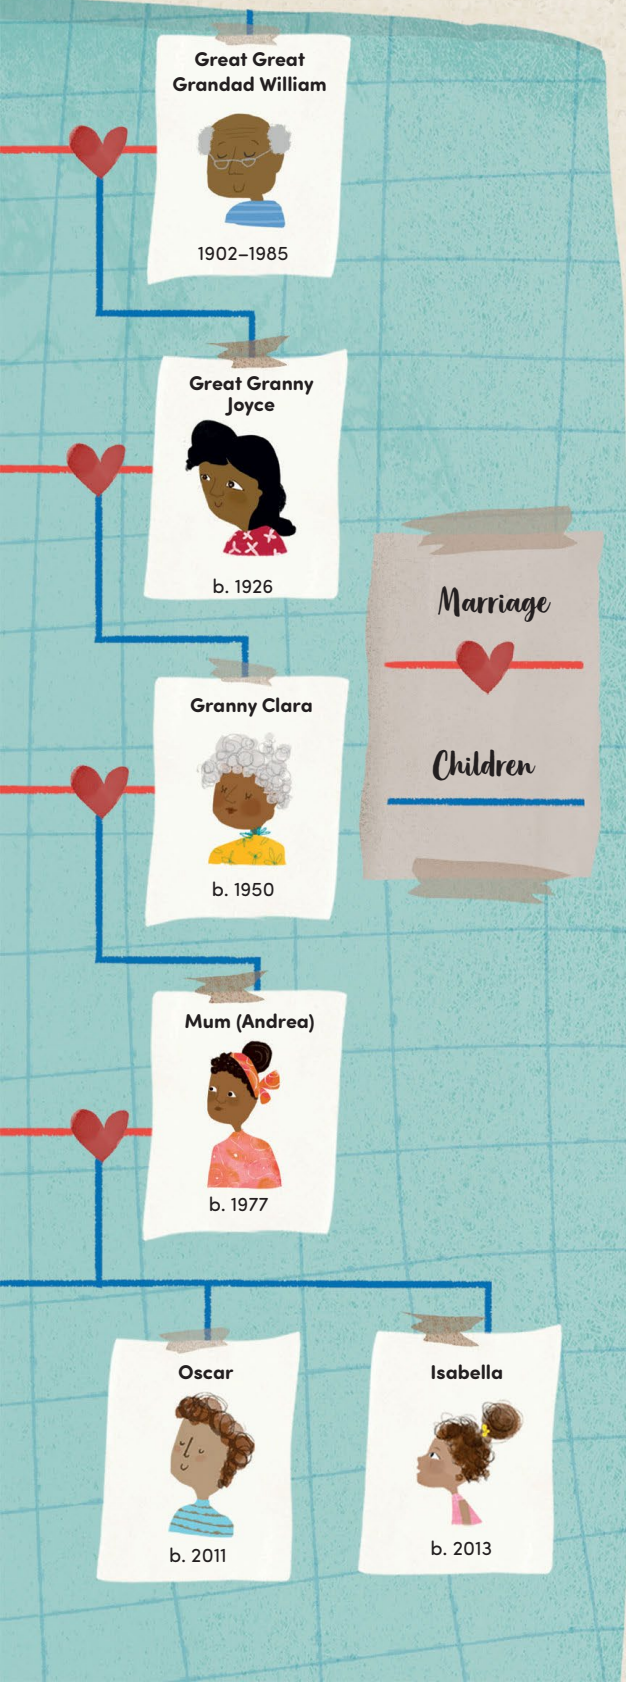 Great Great
Grandad William
1902–1985
Great Granny
Joyce
b. 1926
Marriage
Granny Clara
Children
b. 1950
Mum (Andrea)
b. 1977
Oscar
b. 2011
Isabella
b. 2013